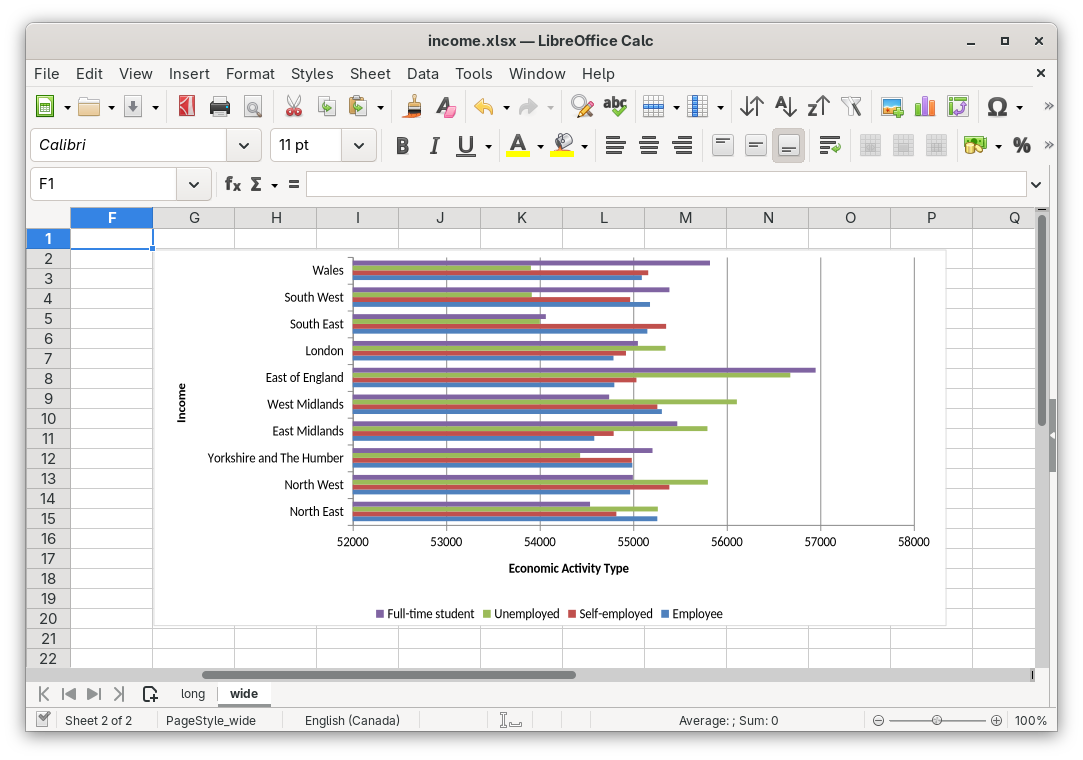 income.xlsx — LibreOffice Calc
File Edit View Insert Format Styles Sheet Data Tools Window Help
abc Ω »
Calibri 11 pt B I U A % »
F1 fx Σ =
F G H I J K L M N O P Q
1
2
3
4
5
6
7
8
9
10
11
12
13
14
15
16
17
18
19
20
21
22
Wales
South West
South East
London
East of England
West Midlands
East Midlands
Yorkshire and The Humber
North West
North East
Income
52000 53000 54000 55000 56000 57000 58000
Economic Activity Type
Full-time student Unemployed Self-employed Employee
long wide
Sheet 2 of 2 PageStyle_wide English (Canada) Average: ; Sum: 0 100%